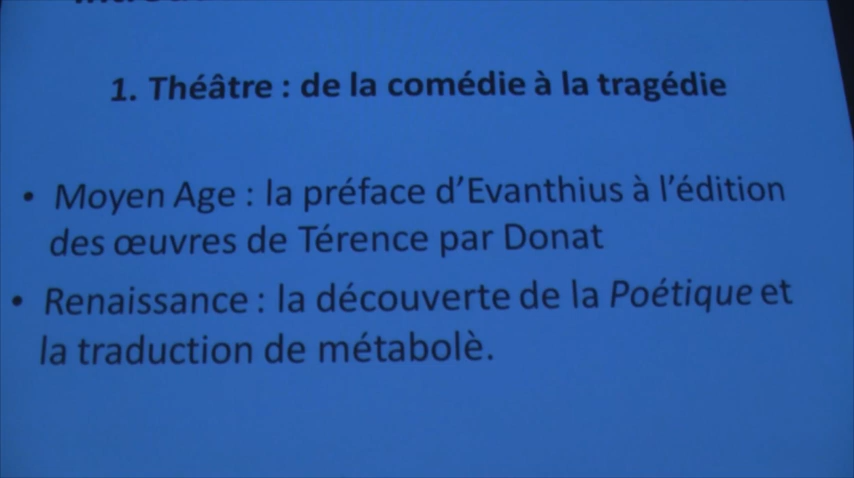 1. Théâtre : de la comédie à la tragédie
• Moyen Age : la préface d’Evanthius à l’édition
des œuvres de Térence par Donat
• Renaissance : la découverte de la Poétique et
la traduction de métabolè.